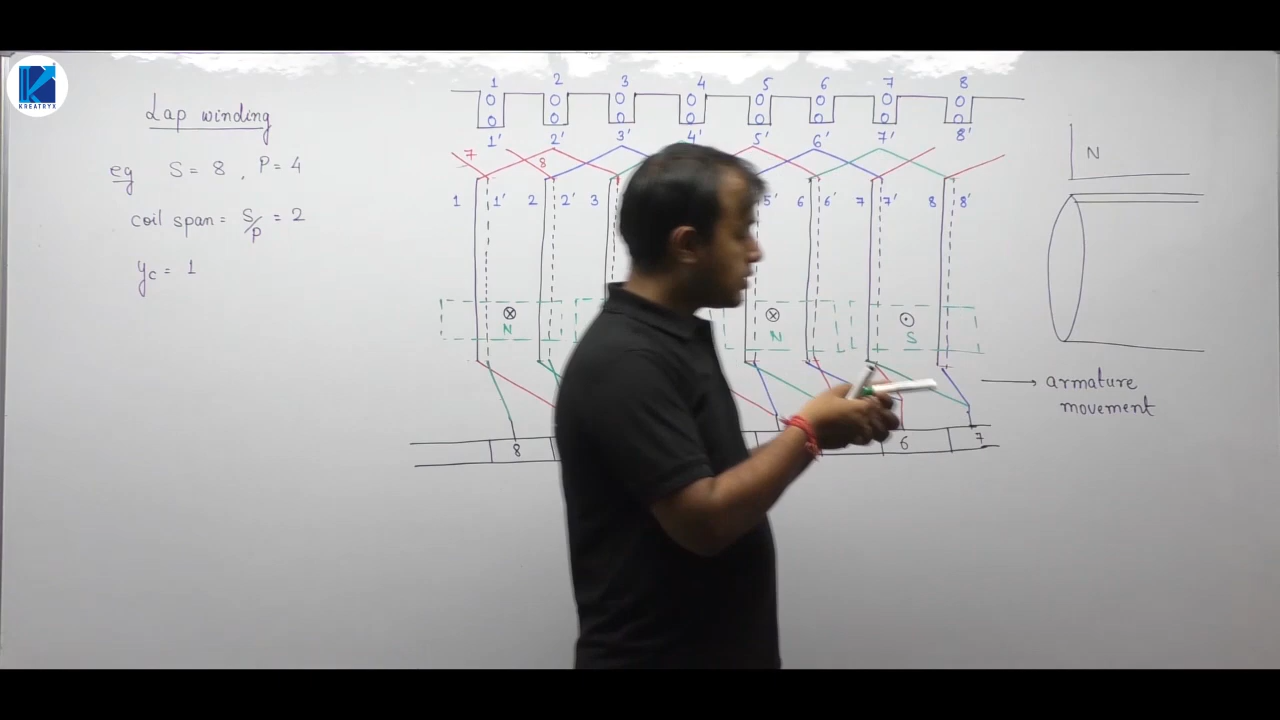 KREATRYX
Lap winding
eg S = 8 , P = 4
coil span = S/P = 2
yc = 1
1 2 3 4 5 6 7 8
1' 2' 3' 4' 5' 6' 7' 8'
7 8
1 1' 2 2' 3 5' 6 6' 7 7' 8 8'
N N S
8 6 7
N
armature
movement